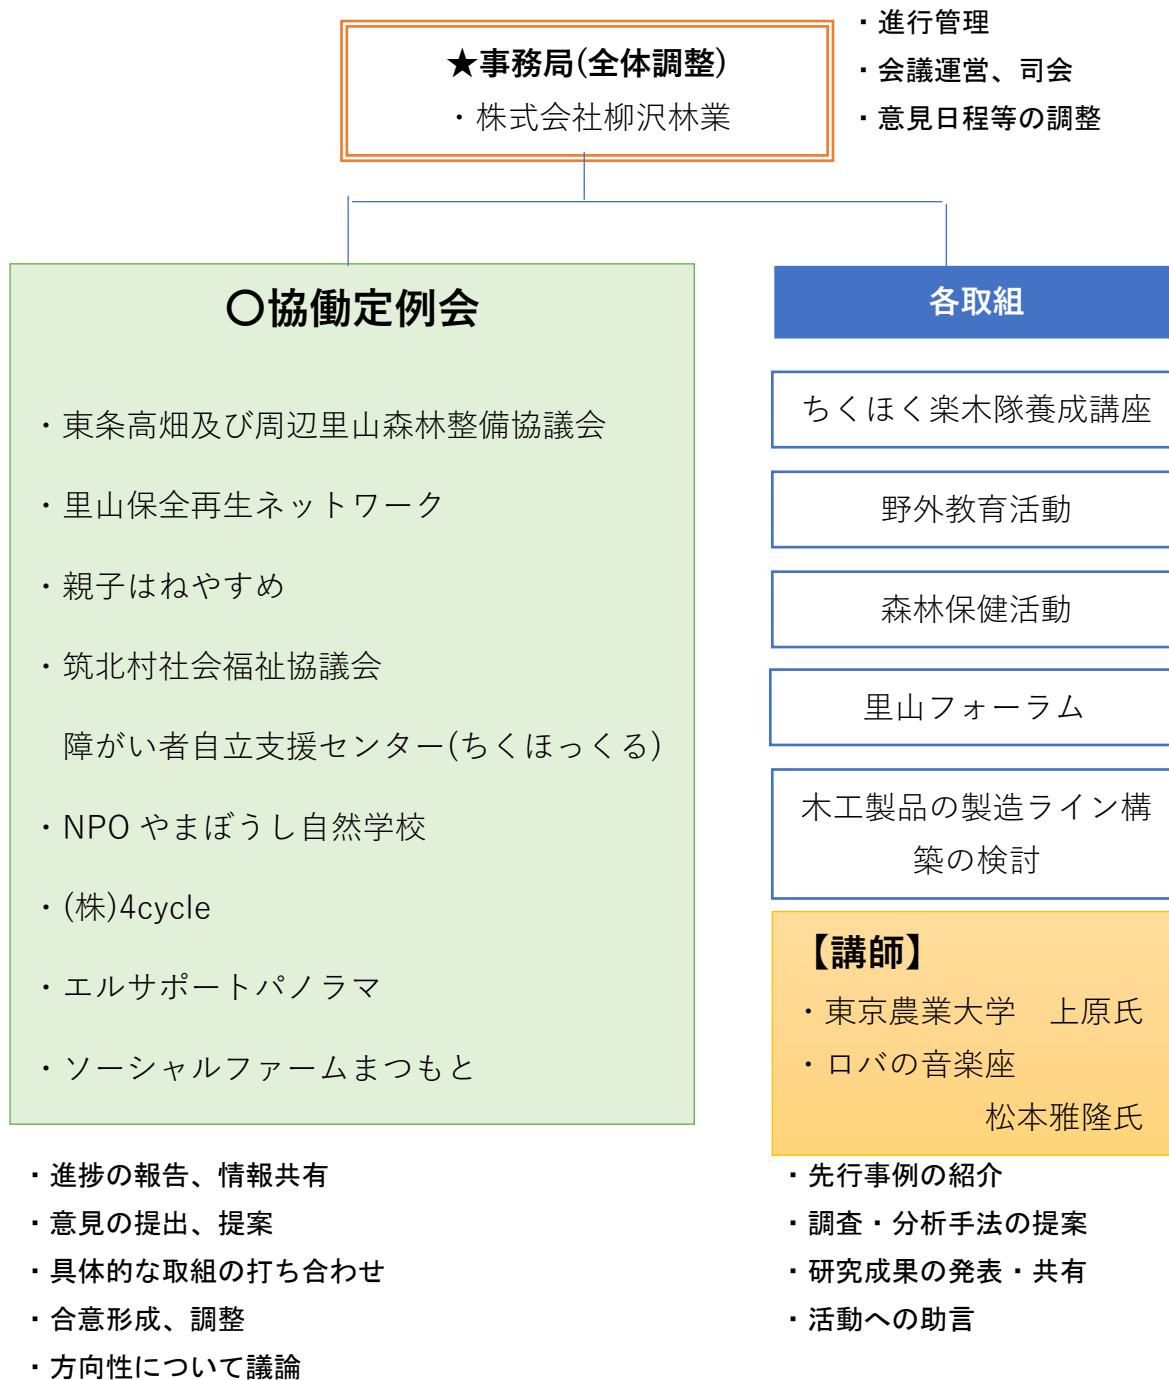 ★事務局(全体調整)
・株式会社柳沢林業
・進行管理
・会議運営、司会
・意見日程等の調整
〇協働定例会
・東条高畑及び周辺里山森林整備協議会
・里山保全再生ネットワーク
・親子はねやすめ
・筑北村社会福祉協議会
障がい者自立支援センター(ちくほっくる)
・NPO やまぼうし自然学校
・(株)4cycle
・エルサポートパノラマ
・ソーシャルファームまつもと
・進捗の報告、情報共有
・意見の提出、提案
・具体的な取組の打ち合わせ
・合意形成、調整
・方向性について議論
各取組
ちくほく楽木隊養成講座
野外教育活動
森林保健活動
里山フォーラム
木工製品の製造ライン構
築の検討
【講師】
・東京農業大学　上原氏
・ロバの音楽座
松本雅隆氏
・先行事例の紹介
・調査・分析手法の提案
・研究成果の発表・共有
・活動への助言